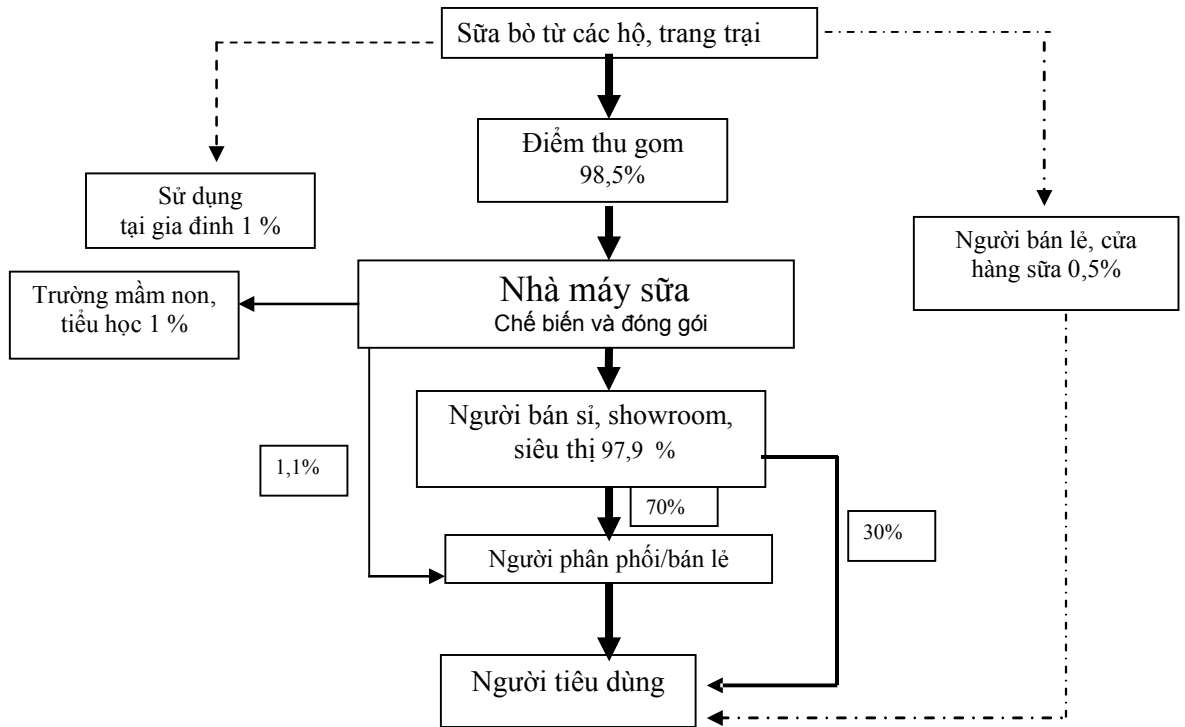 Sữa bò từ các hộ, trang trại
Điểm thu gom
98,5%
Sử dụng
tại gia đinh 1 %
Người bán lẻ, cửa
hàng sữa 0,5%
Trường mầm non,
tiểu học 1 %
Nhà máy sữa
Chế biến và đóng gói
Người bán sỉ, showroom,
siêu thị 97,9 %
1,1%
70%
30%
Người phân phối/bán lẻ
Người tiêu dùng